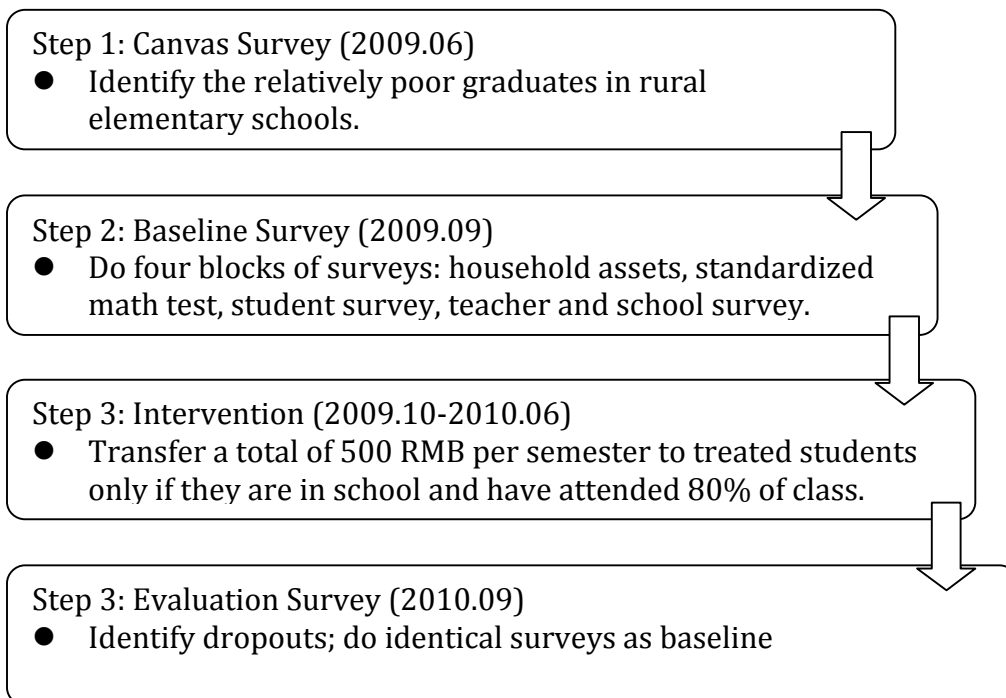 Step 1: Canvas Survey (2009.06)
● Identify the relatively poor graduates in rural
elementary schools.
Step 2: Baseline Survey (2009.09)
● Do four blocks of surveys: household assets, standardized
math test, student survey, teacher and school survey.
Step 3: Intervention (2009.10-2010.06)
● Transfer a total of 500 RMB per semester to treated students
only if they are in school and have attended 80% of class.
Step 3: Evaluation Survey (2010.09)
● Identify dropouts; do identical surveys as baseline